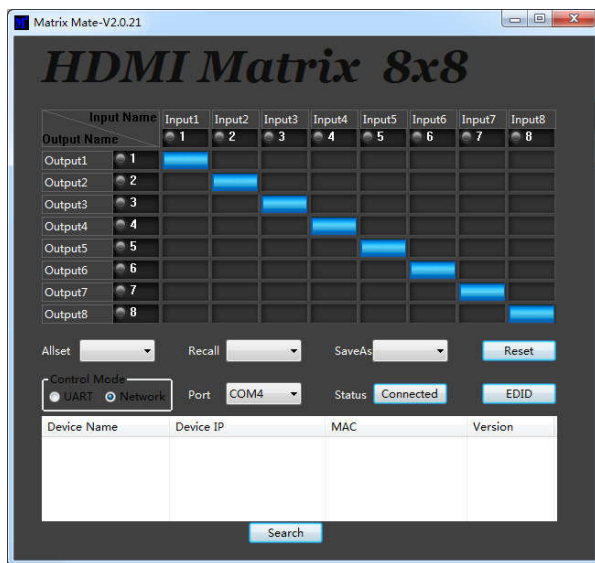 Matrix Mate-V2.0.21
HDMI Matrix 8x8
Input Name Input1 Input2 Input3 Input4 Input5 Input6 Input7 Input8
Output Name 1 2 3 4 5 6 7 8
Output1 1
Output2 2
Output3 3
Output4 4
Output5 5
Output6 6
Output7 7
Output8 8
Allset Recall SaveAs Reset
Control Mode
UART Network Port COM4 Status Connected EDID
Device Name Device IP MAC Version
Search